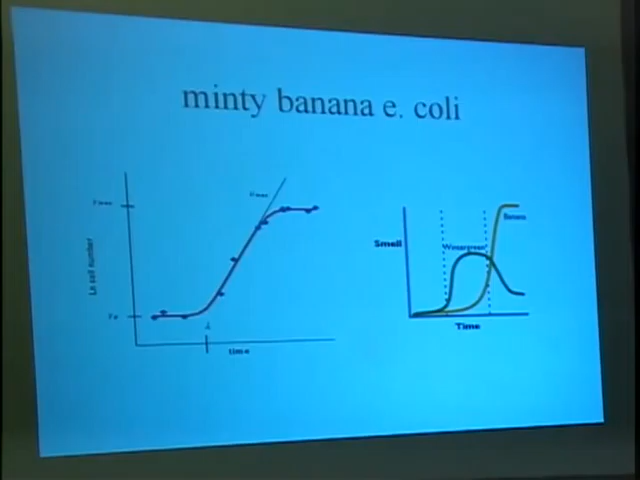 minty banana e. coli
Ln cell number
λ
time
Smell
Wintergreen
Banana
Time